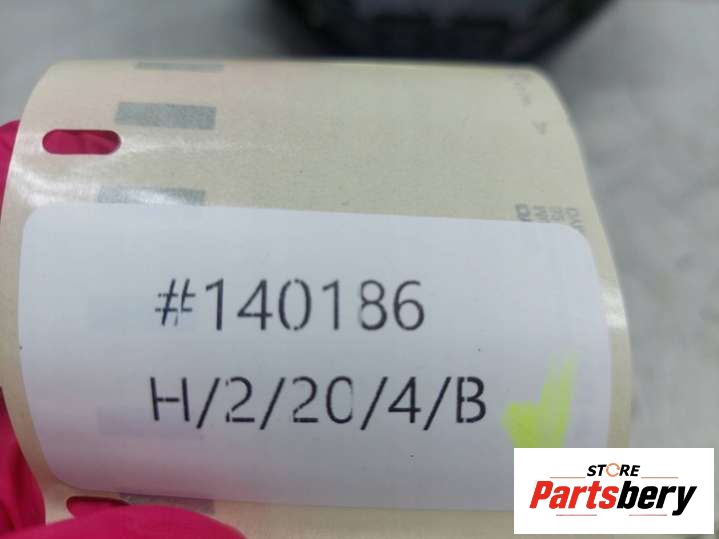 #140186
H/2/20/4/B
STORE
Partsbery